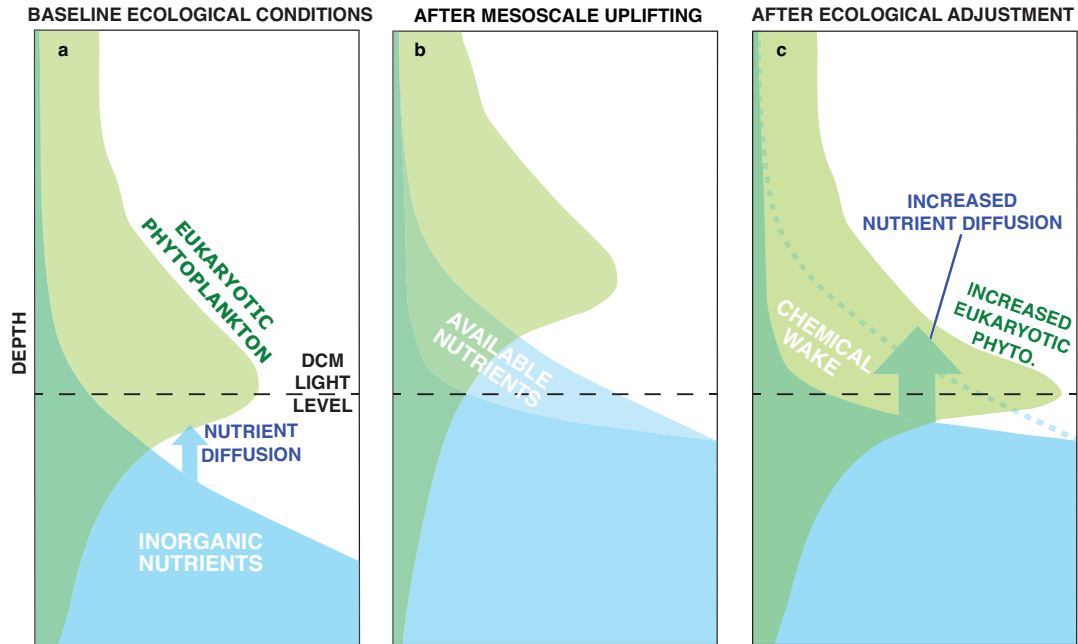 BASELINE ECOLOGICAL CONDITIONS
AFTER MESOSCALE UPLIFTING
AFTER ECOLOGICAL ADJUSTMENT
DEPTH
a
EUKARYOTIC
PHYTOPLANKTON
DCM
LIGHT
LEVEL
NUTRIENT
DIFFUSION
INORGANIC
NUTRIENTS
b
AVAILABLE
NUTRIENTS
c
INCREASED
NUTRIENT DIFFUSION
INCREASED
EUKARYOTIC
PHYTO.
CHEMICAL
WAKE